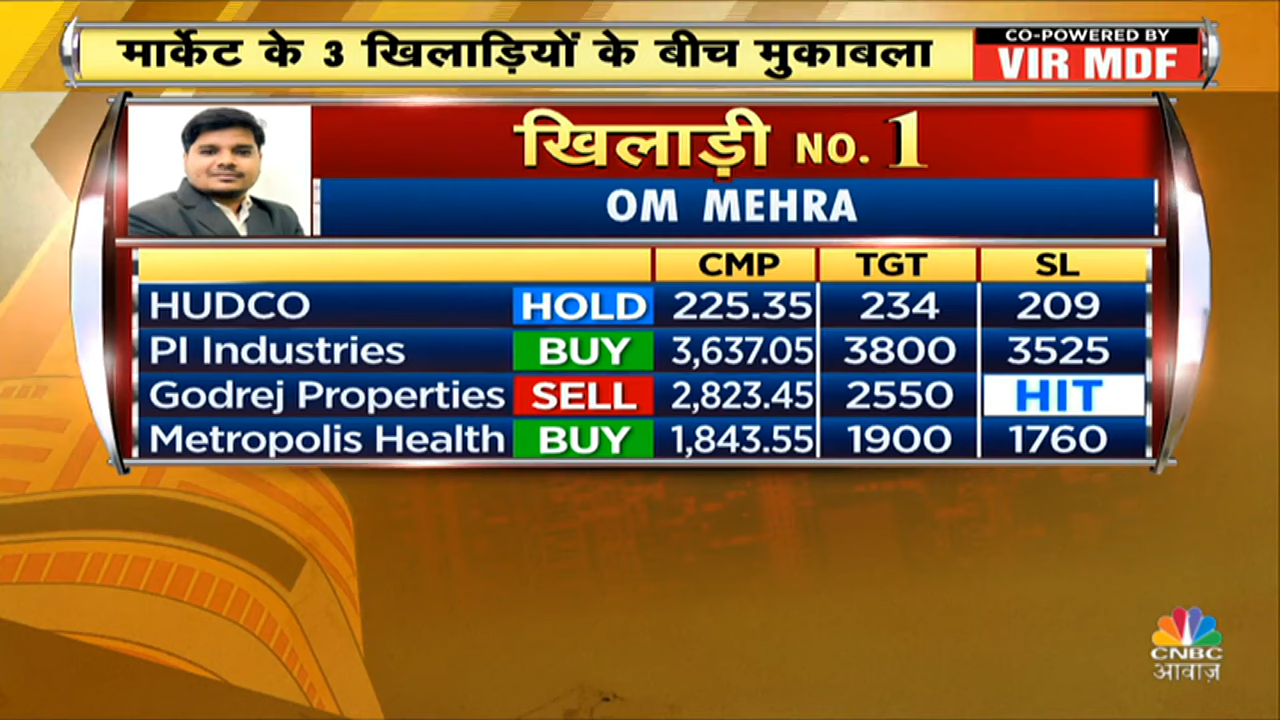 मार्केट के 3 खिलाड़ियों के बीच मुकाबला
CO-POWERED BY
VIR MDF
खिलाड़ी NO. 1
OM MEHRA
CMP TGT SL
HUDCO HOLD 225.35 234 209
PI Industries BUY 3,637.05 3800 3525
Godrej Properties SELL 2,823.45 2550 HIT
Metropolis Health BUY 1,843.55 1900 1760
CNBC
आवाज़